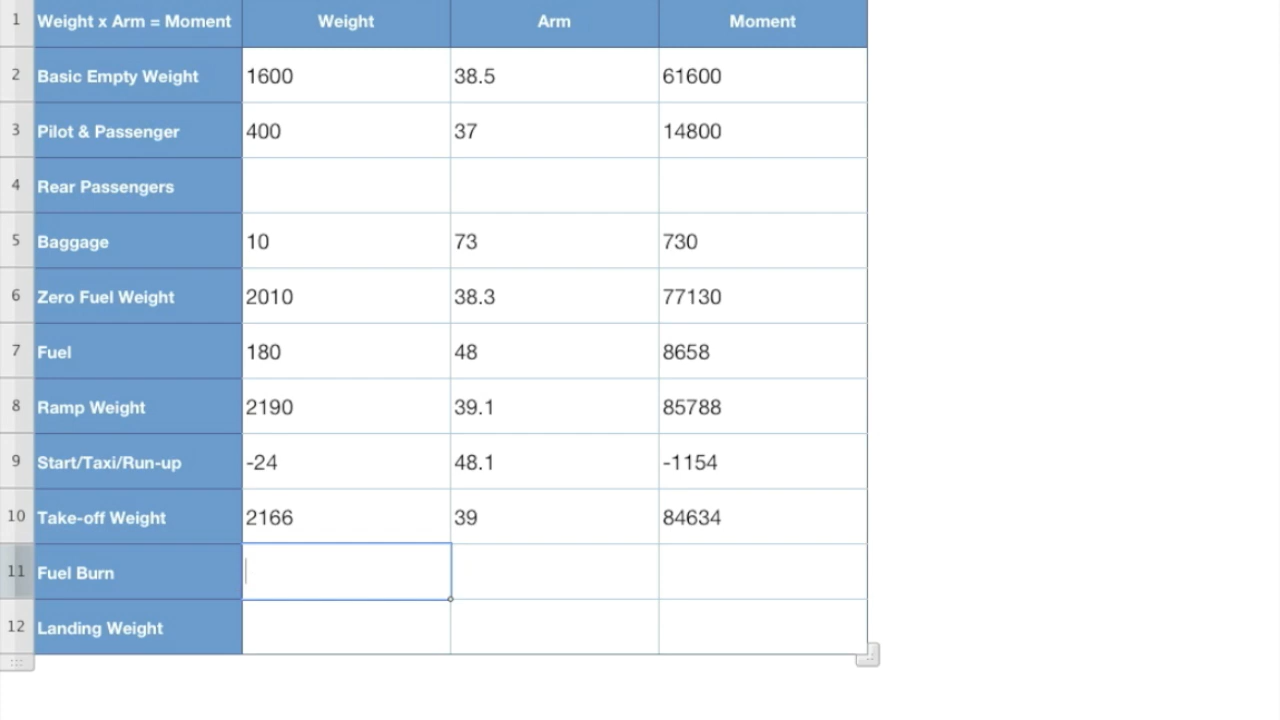 1 Weight x Arm = Moment Weight Arm Moment
2 Basic Empty Weight 1600 38.5 61600
3 Pilot & Passenger 400 37 14800
4 Rear Passengers
5 Baggage 10 73 730
6 Zero Fuel Weight 2010 38.3 77130
7 Fuel 180 48 8658
8 Ramp Weight 2190 39.1 85788
9 Start/Taxi/Run-up -24 48.1 -1154
10 Take-off Weight 2166 39 84634
11 Fuel Burn
12 Landing Weight